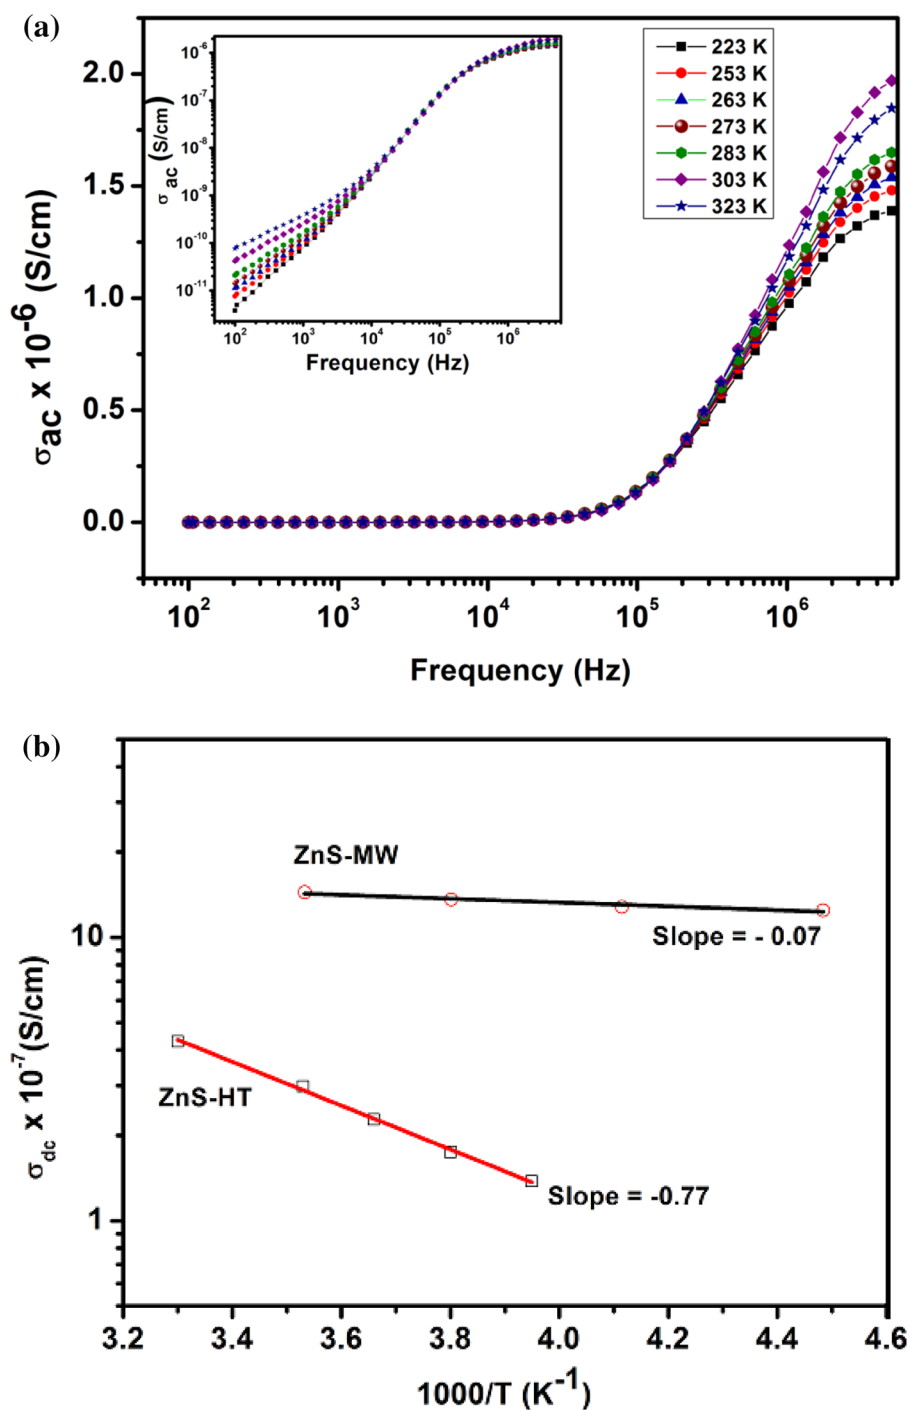 (a)
σac x 10-6 (S/cm)
2.0
1.5
1.0
0.5
0.0
10² 10³ 10⁴ 10⁵ 10⁶
Frequency (Hz)
σac (S/cm)
10-6
10-7
10-8
10-9
10-10
10-11
10² 10³ 10⁴ 10⁵ 10⁶
Frequency (Hz)
223 K
253 K
263 K
273 K
283 K
303 K
323 K
(b)
σdc x 10-7 (S/cm)
10
1
ZnS-MW
Slope = - 0.07
ZnS-HT
Slope = -0.77
3.2 3.4 3.6 3.8 4.0 4.2 4.4 4.6
1000/T (K-1)